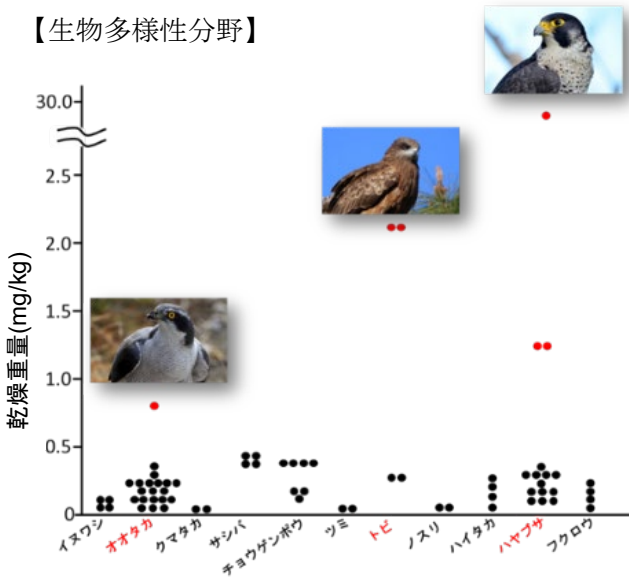 【生物多様性分野】
30.0
2.5
2.0
1.5
1.0
0.5
0
乾燥重量(mg/kg)
イヌワシ
オオタカ
クマタカ
サシバ
チョウゲンボウ
ツミ
トビ
ノスリ
ハイタカ
ハヤブサ
フクロウ